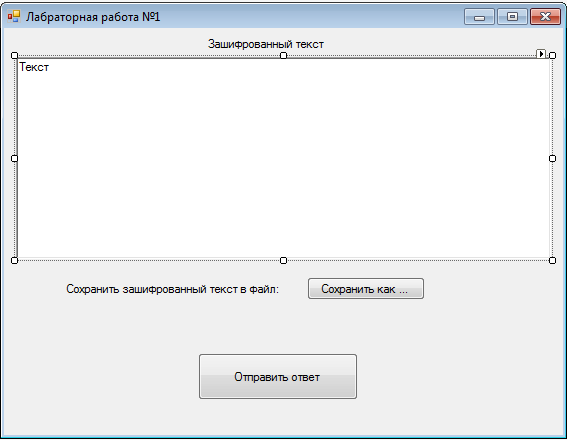 Лабраторная работа №1
Зашифрованный текст
Текст
Сохранить зашифрованный текст в файл: Сохранить как ...
Отправить ответ